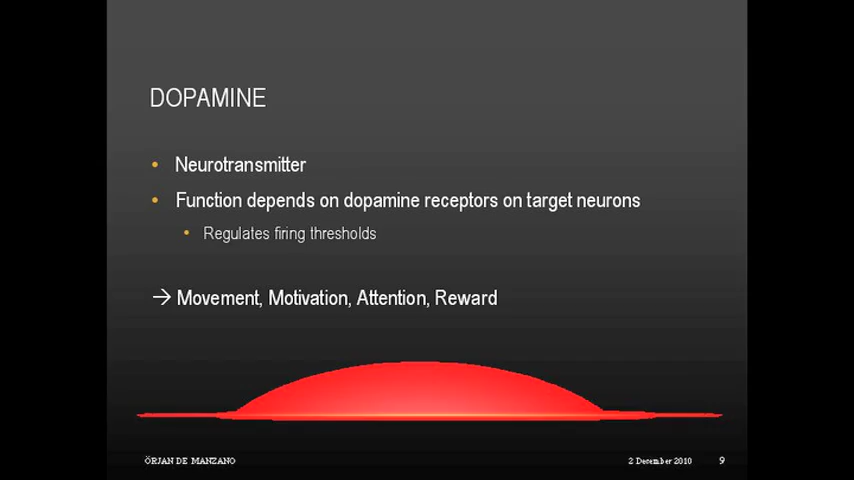 DOPAMINE
• Neurotransmitter
• Function depends on dopamine receptors on target neurons
• Regulates firing thresholds
→ Movement, Motivation, Attention, Reward
ÖRJAN DE MANZANO
2 December 2010
9